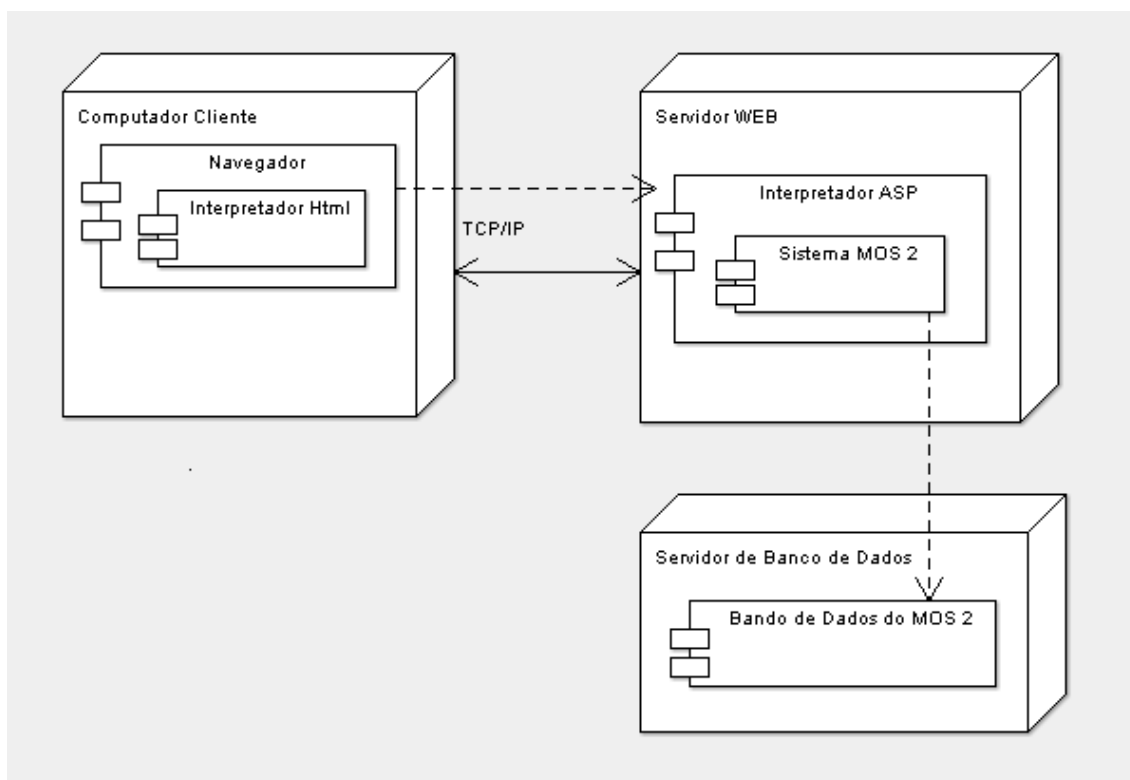 Computador Cliente
Navegador
Interpretador Html
TCP/IP
Servidor WEB
Interpretador ASP
Sistema MOS 2
Servidor de Banco de Dados
Bando de Dados do MOS 2